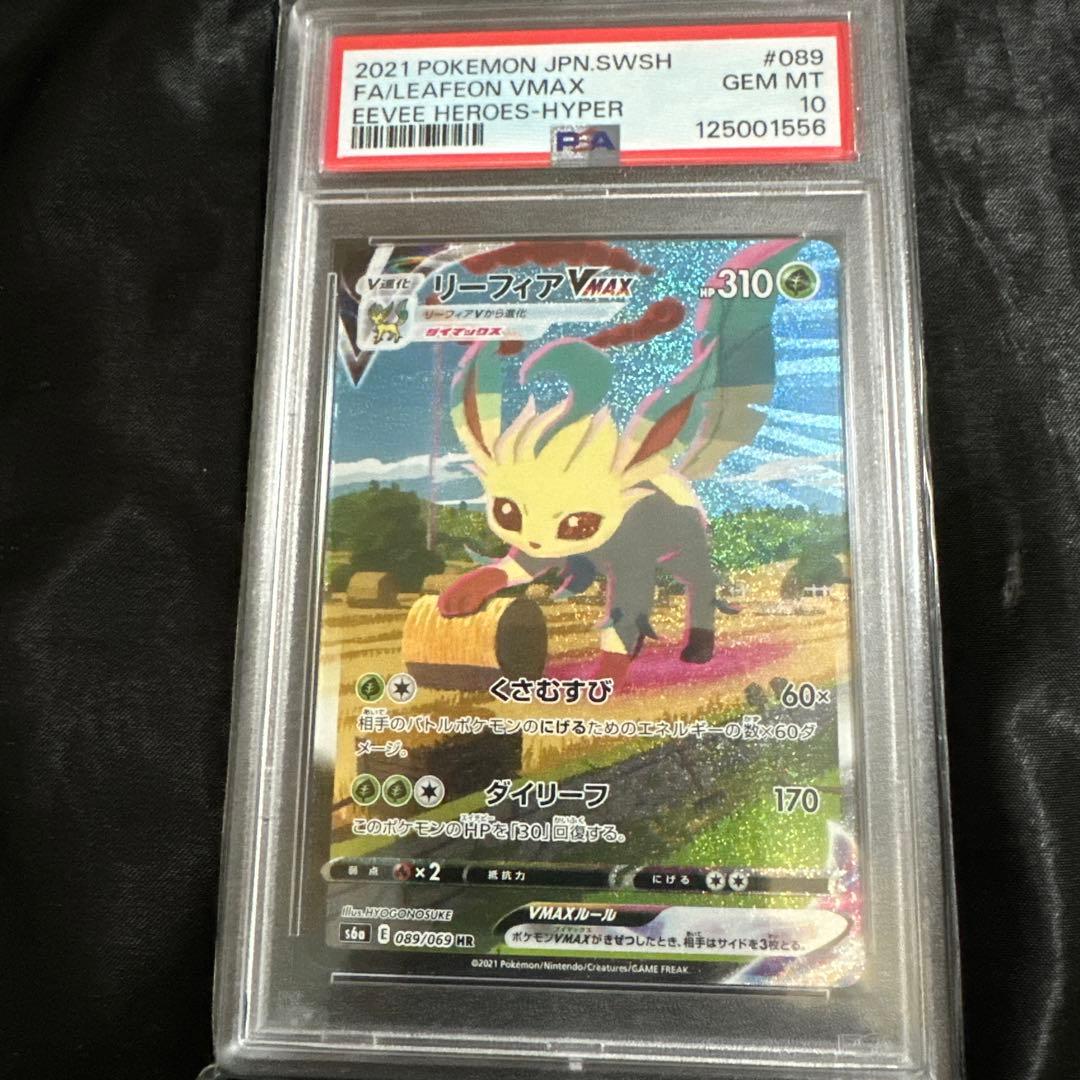 2021 POKEMON JPN.SWSH #089
FA/LEAFEON VMAX GEM MT
EEVEE HEROES-HYPER 10
PSA 125001556
V進化 リーフィアVMAX HP310
リーフィアVから進化
ダイマックス
くさむすび 60×
相手のバトルポケモンのにげるためのエネルギーの数×60ダ
メージ。
ダイリーフ 170
このポケモンのHPを「30」回復する。
弱点 ×2 抵抗力 にげる
Illus.HYOGONOSUKE VMAXルール
s6a E 089/069 HR ポケモンVMAXがきぜつしたとき、相手はサイドを3枚とる。
©2021 Pokémon/Nintendo/Creatures/GAME FREAK.